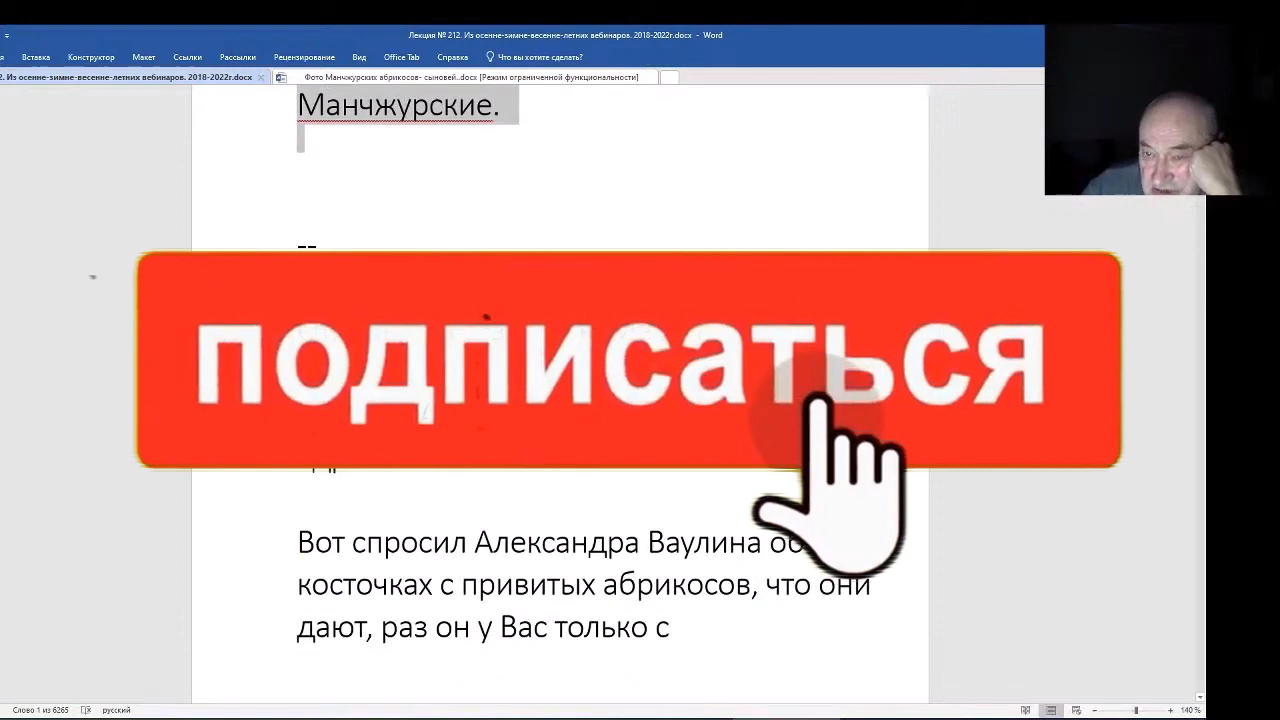 Лекция № 212. Из осенне-зимне-весенне-летних вебинаров. 2018-2022г.docx - Word
Вставка Конструктор Макет Ссылки Рассылки Рецензирование Вид Office Tab Справка Что вы хотите сделать?
2. Из осенне-зимне-весенне-летних вебинаров. 2018-2022г.docx Фото Манчжурских абрикосов- сыновей..docx [Режим ограниченной функциональности]
Манчжурские.
подписаться
Вот спросил Александра Ваулина
косточках с привитых абрикосов, что они
дают, раз он у Вас только с
Слово 1 из 6265 русский 140 %